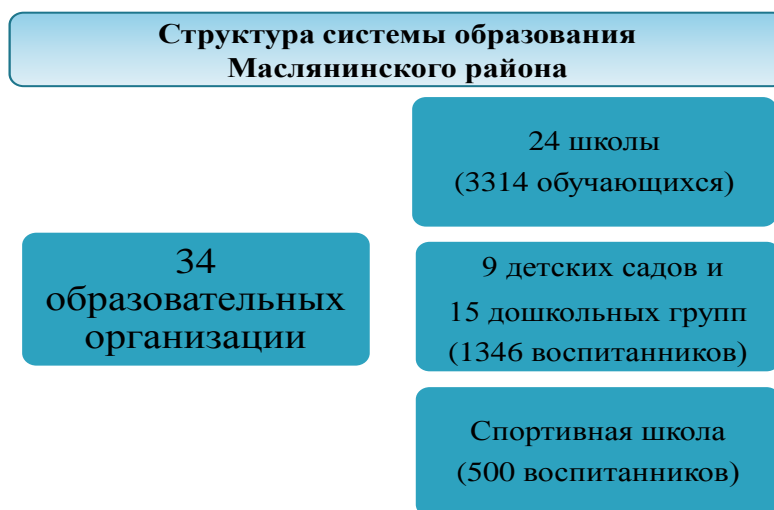 Структура системы образования
Маслянинского района
34
образовательных
организации
24 школы
(3314 обучающихся)
9 детских садов и
15 дошкольных групп
(1346 воспитанников)
Спортивная школа
(500 воспитанников)